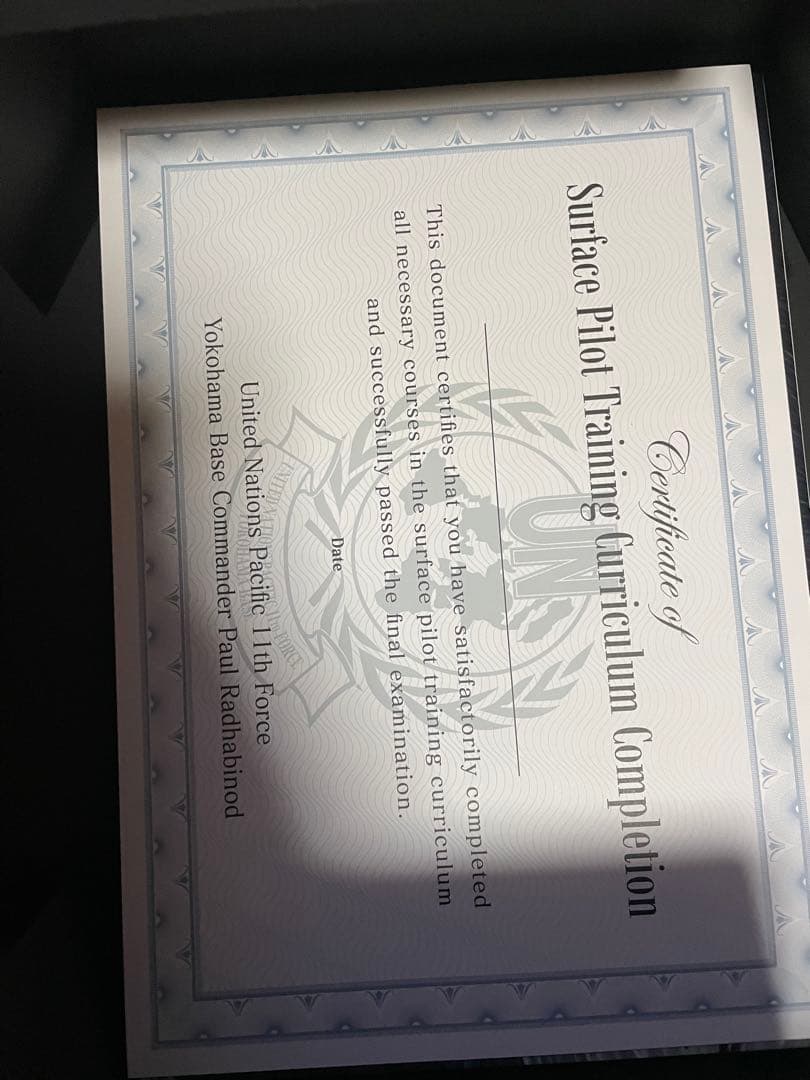 Certificate of
Surface Pilot Training Curriculum Completion
This document certifies that you have satisfactorily completed
all necessary courses in the surface pilot training curriculum
and successfully passed the final examination.
Date
United Nations Pacific 11th Force
Yokohama Base Commander Paul Radhabinod
UN